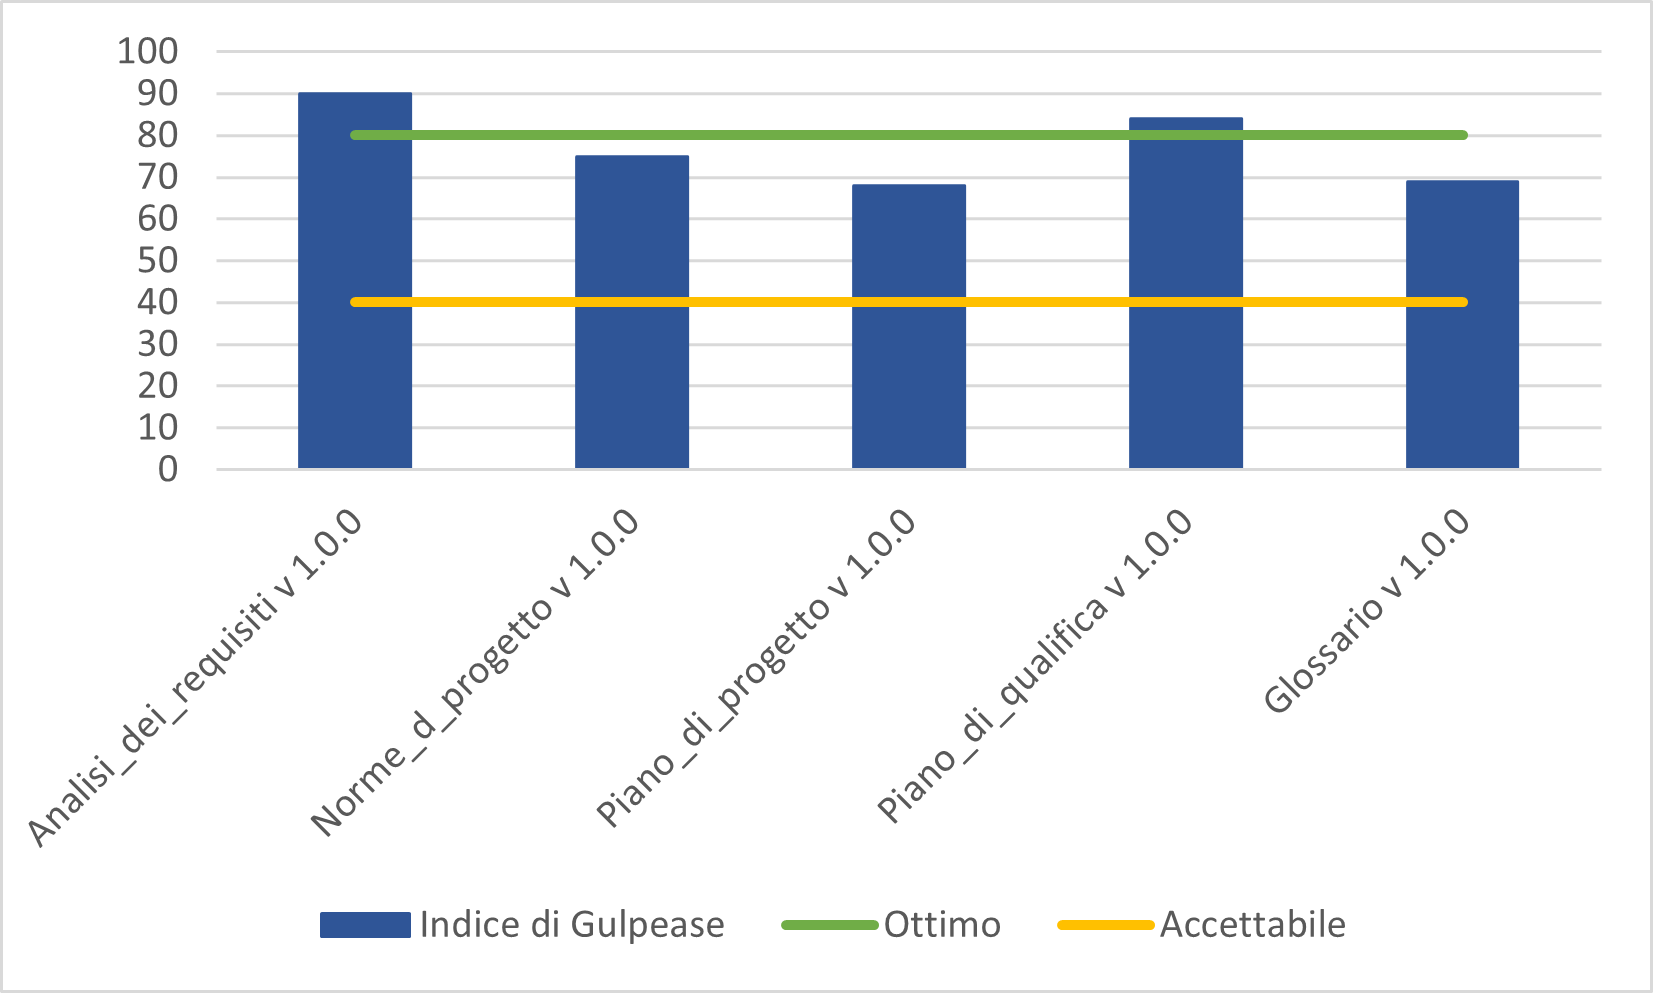 100
90
80
70
60
50
40
30
20
10
0
Analisi_dei_requisiti v 1.0.0
Norme_d_progetto v 1.0.0
Piano_di_progetto v 1.0.0
Piano_di_qualifica v 1.0.0
Glossario v 1.0.0
Indice di Gulpease
Ottimo
Accettabile